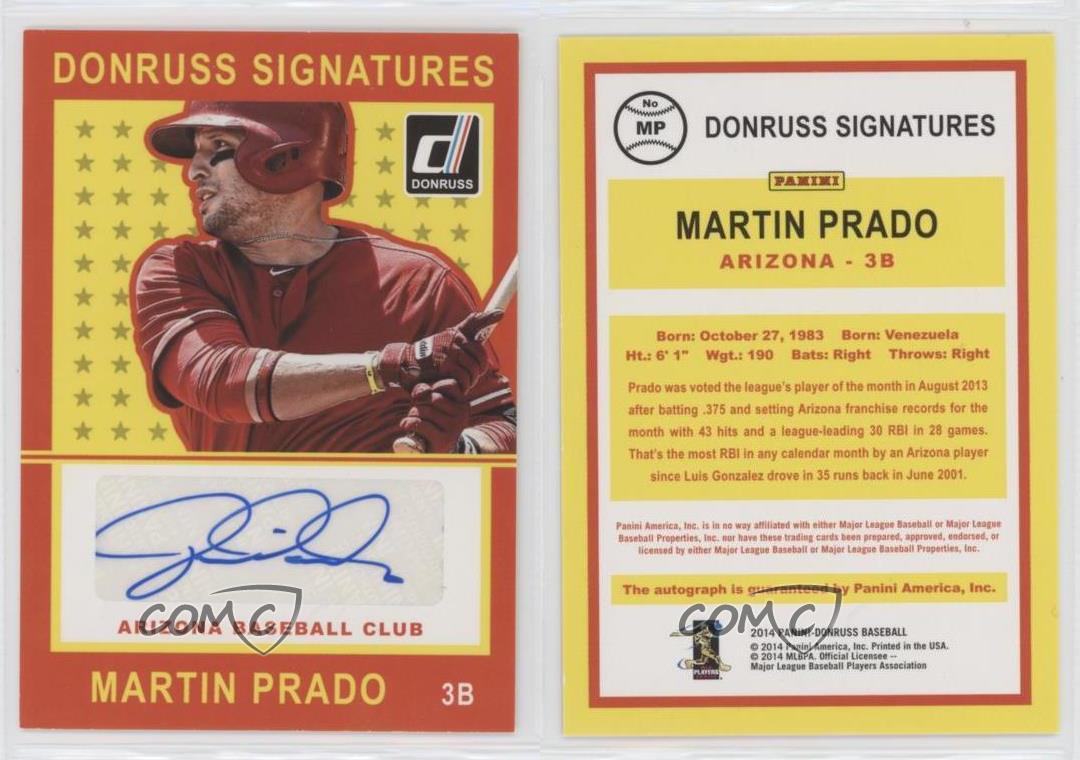 DONRUSS SIGNATURES
DONRUSS
ARIZONA BASEBALL CLUB
MARTIN PRADO
3B
No
MP
DONRUSS SIGNATURES
PANINI
MARTIN PRADO
ARIZONA - 3B
Born: October 27, 1983 Born: Venezuela
Ht.: 6' 1" Wgt.: 190 Bats: Right Throws: Right
Prado was voted the league's player of the month in August 2013
after batting .375 and setting Arizona franchise records for the
month with 43 hits and a league-leading 30 RBI in 28 games.
That's the most RBI in any calendar month by an Arizona player
since Luis Gonzalez drove in 35 runs back in June 2001.
Panini America, Inc. is in no way affiliated with either Major League Baseball or Major League
Baseball Properties, Inc. nor have these trading cards been prepared, approved, endorsed, or
licensed by either Major League Baseball or Major League Baseball Properties, Inc.
The autograph is guaranteed by Panini America, Inc.
COMC
COMC
PLAYERS
2014 PANINI-DONRUSS BASEBALL
© 2014 Panini America, Inc. Printed in the USA.
© 2014 MLBPA. Official Licensee --
Major League Baseball Players Association